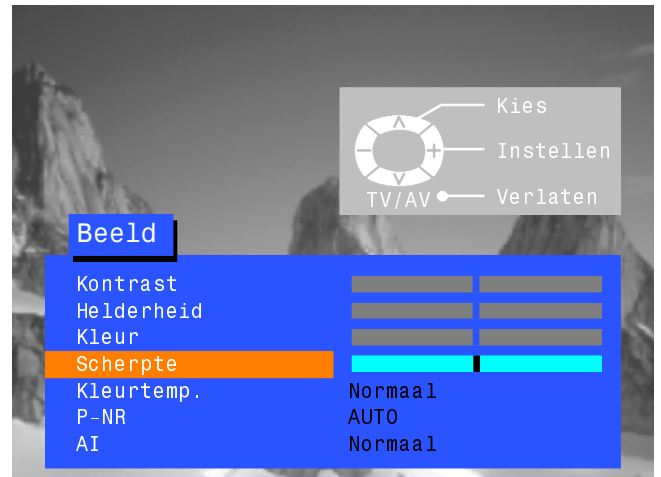 Kies
Instellen
TV/AV Verlaten
Beeld
Kontrast
Helderheid
Kleur
Scherpte
Kleurtemp. Normaal
P-NR AUTO
AI Normaal